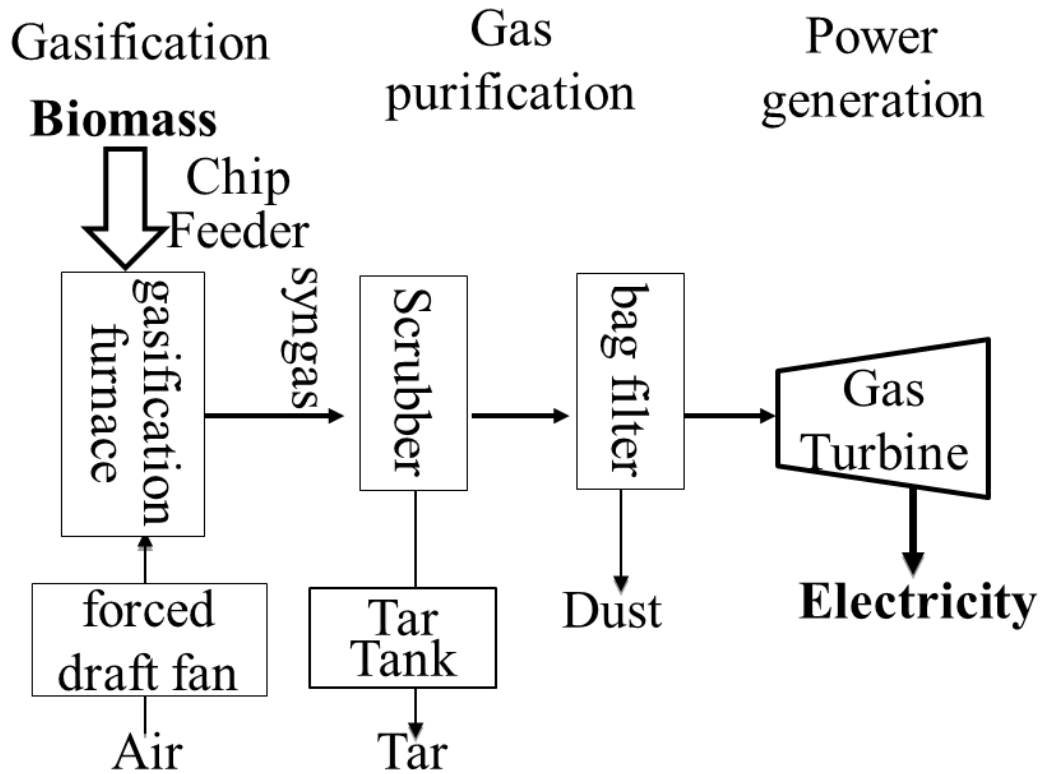 Gasification
Gas
purification
Power
generation
Biomass
Chip
Feeder
gasification
furnace
syngas
Scrubber
bag filter
Gas
Turbine
forced
draft fan
Tar
Tank
Dust
Electricity
Air
Tar